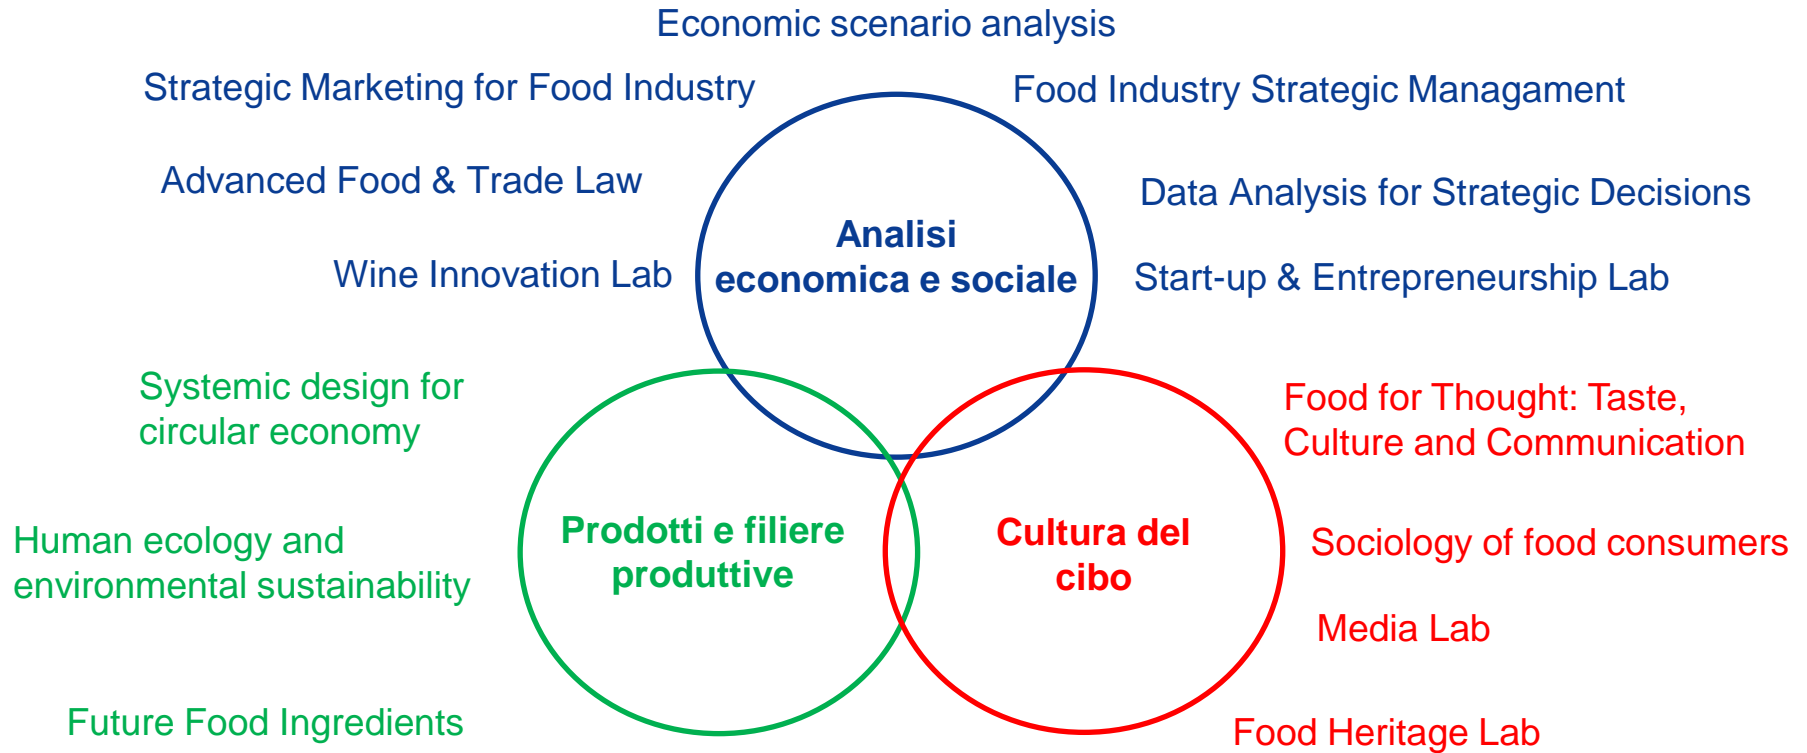 Economic scenario analysis
Strategic Marketing for Food Industry
Food Industry Strategic Managament
Advanced Food & Trade Law
Data Analysis for Strategic Decisions
Analisi
economica e sociale
Wine Innovation Lab
Start-up & Entrepreneurship Lab
Systemic design for
circular economy
Food for Thought: Taste,
Culture and Communication
Prodotti e filiere
produttive
Cultura del
cibo
Human ecology and
environmental sustainability
Sociology of food consumers
Media Lab
Future Food Ingredients
Food Heritage Lab